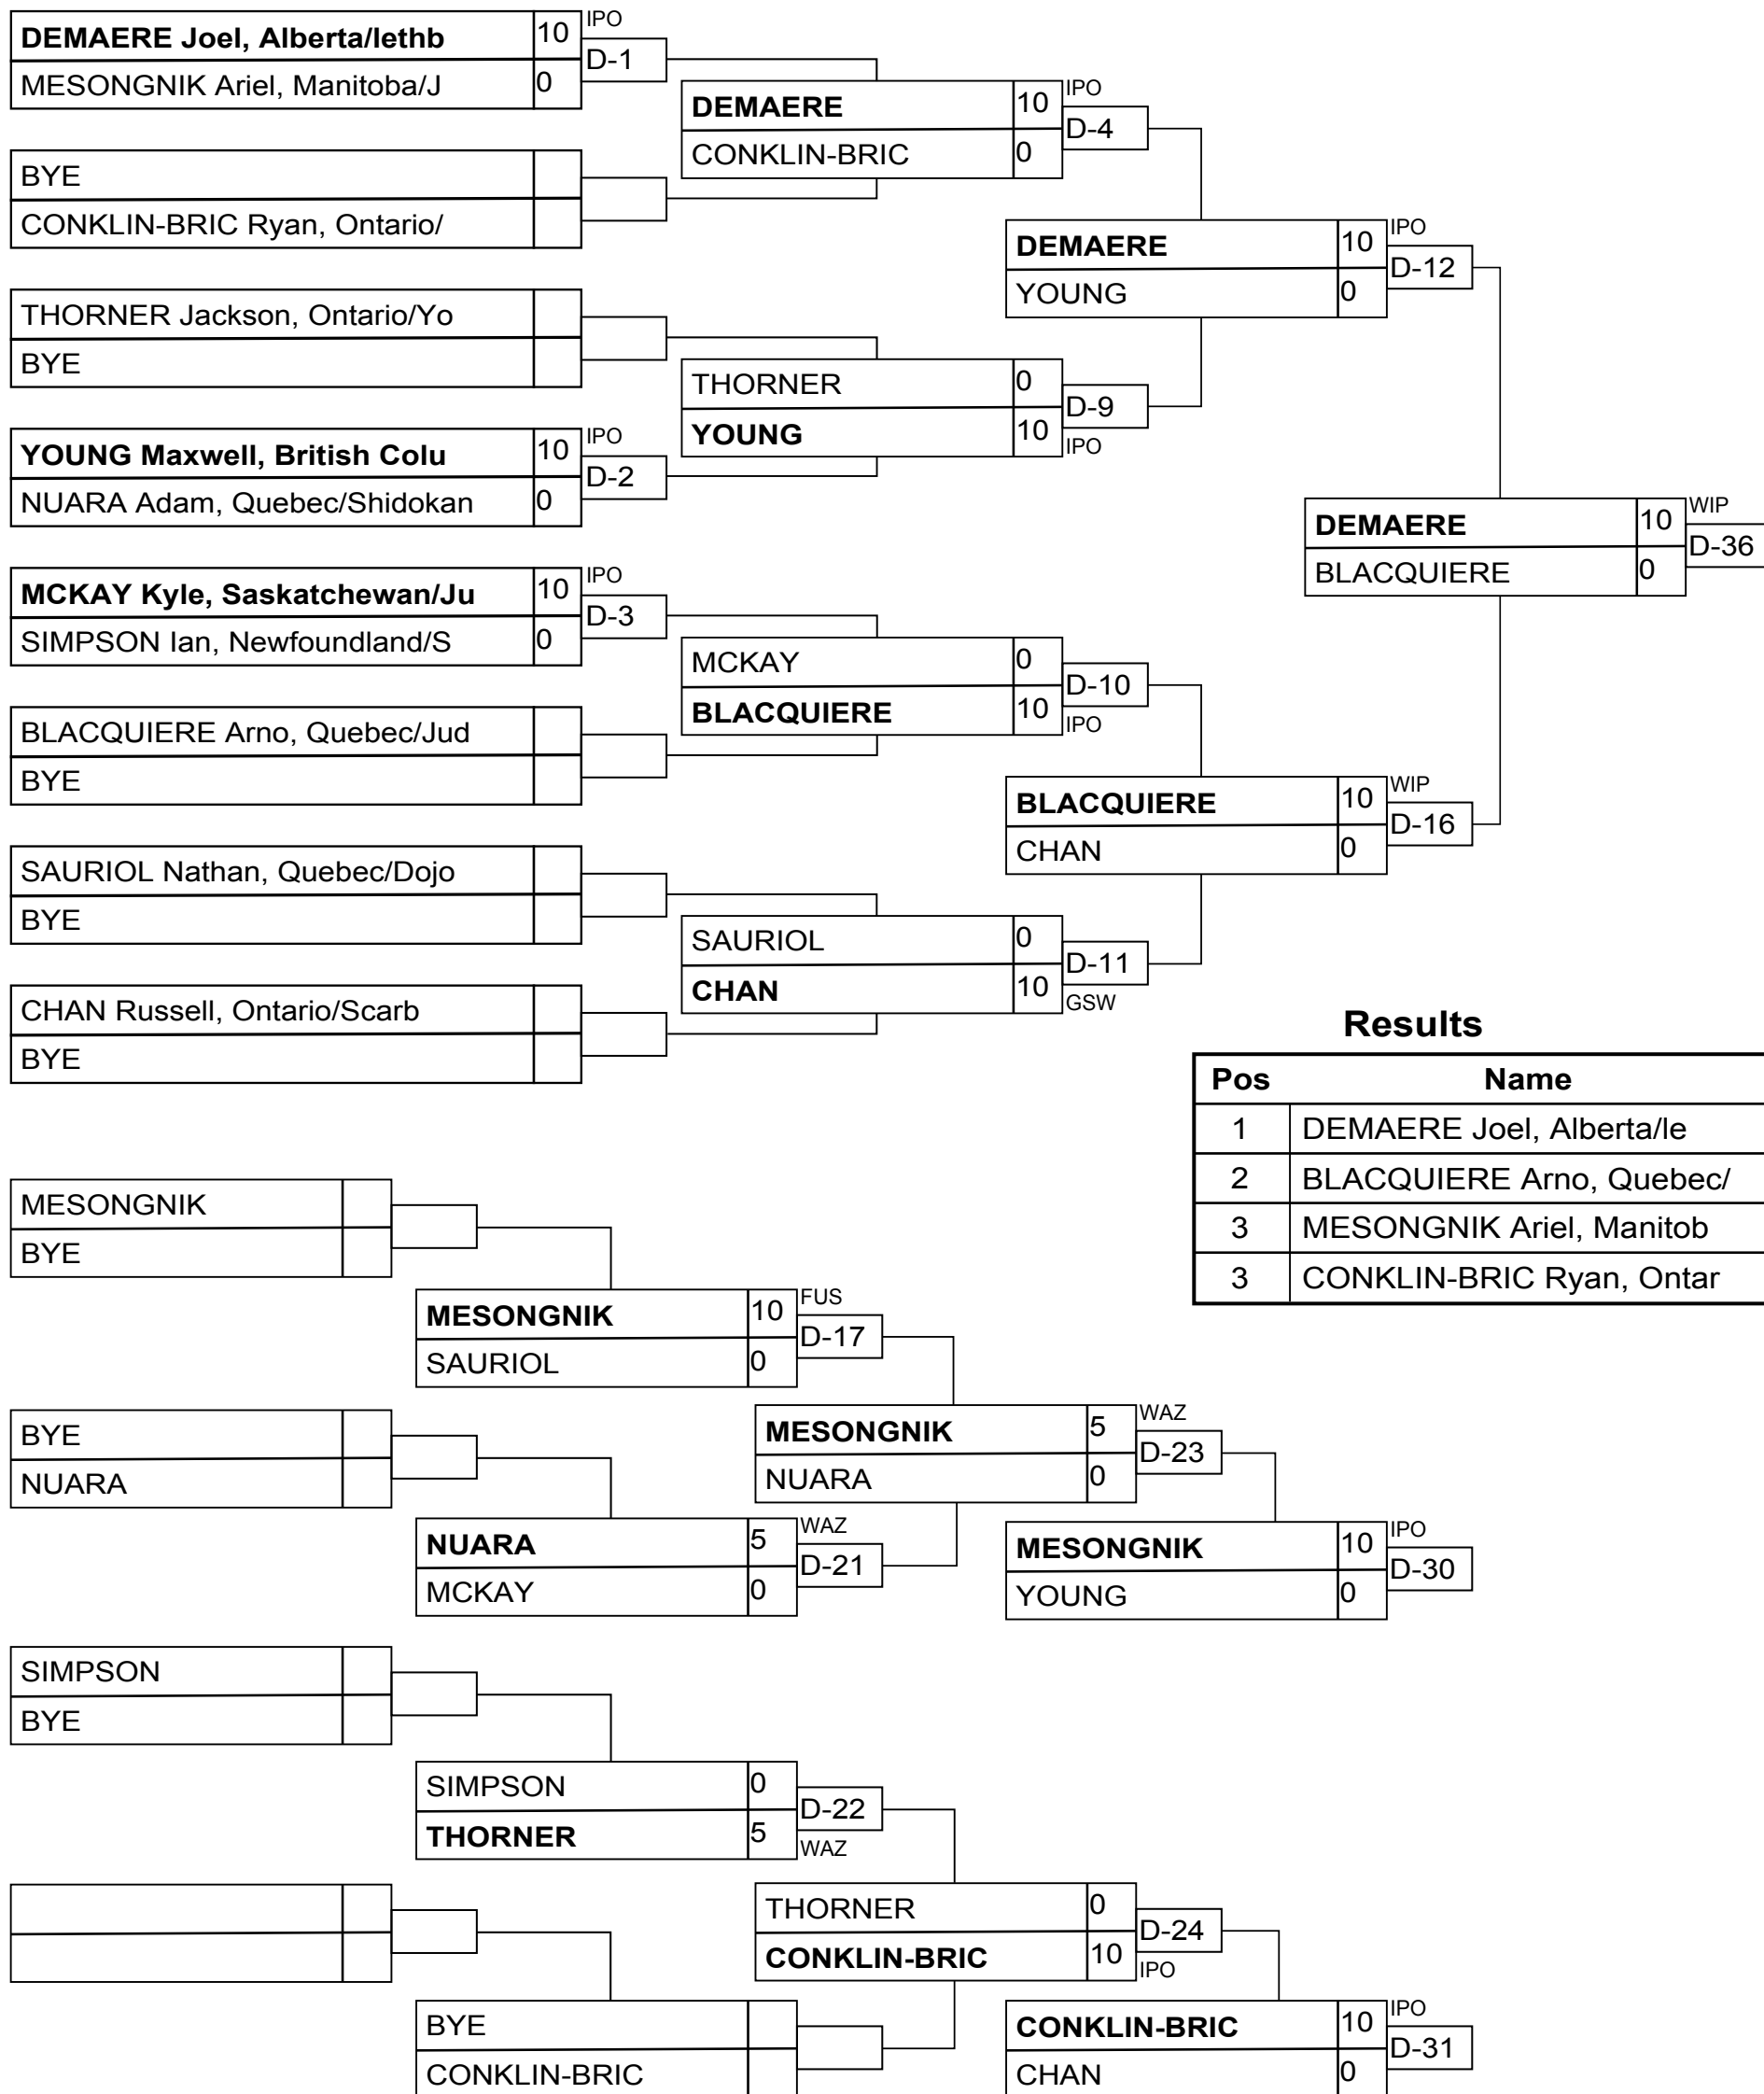 DEMAERE Joel, Alberta/lethb 10 IPO
D-1
MESONGNIK Ariel, Manitoba/J 0
BYE
CONKLIN-BRIC Ryan, Ontario/
THORNER Jackson, Ontario/Yo
BYE
YOUNG Maxwell, British Colu 10 IPO
D-2
NUARA Adam, Quebec/Shidokan 0
MCKAY Kyle, Saskatchewan/Ju 10 IPO
D-3
SIMPSON Ian, Newfoundland/S 0
BLACQUIERE Arno, Quebec/Jud
BYE
SAURIOL Nathan, Quebec/Dojo
BYE
CHAN Russell, Ontario/Scarb
BYE
DEMAERE 10 IPO
D-4
CONKLIN-BRIC 0
THORNER 0
D-9
YOUNG 10 IPO
MCKAY 0
D-10
BLACQUIERE 10 IPO
SAURIOL 0
D-11
CHAN 10 GSW
DEMAERE 10 IPO
D-12
YOUNG 0
BLACQUIERE 10 WIP
D-16
CHAN 0
DEMAERE 10 WIP
D-36
BLACQUIERE 0
Results
Pos Name
1 DEMAERE Joel, Alberta/le
2 BLACQUIERE Arno, Quebec/
3 MESONGNIK Ariel, Manitob
3 CONKLIN-BRIC Ryan, Ontar
MESONGNIK
BYE
BYE
NUARA
MESONGNIK 10 FUS
D-17
SAURIOL 0
NUARA 5 WAZ
D-21
MCKAY 0
MESONGNIK 5 WAZ
D-23
NUARA 0
MESONGNIK 10 IPO
D-30
YOUNG 0
SIMPSON
BYE
SIMPSON 0
D-22
THORNER 5 WAZ
BYE
CONKLIN-BRIC
THORNER 0
D-24
CONKLIN-BRIC 10 IPO
CONKLIN-BRIC 10 IPO
D-31
CHAN 0